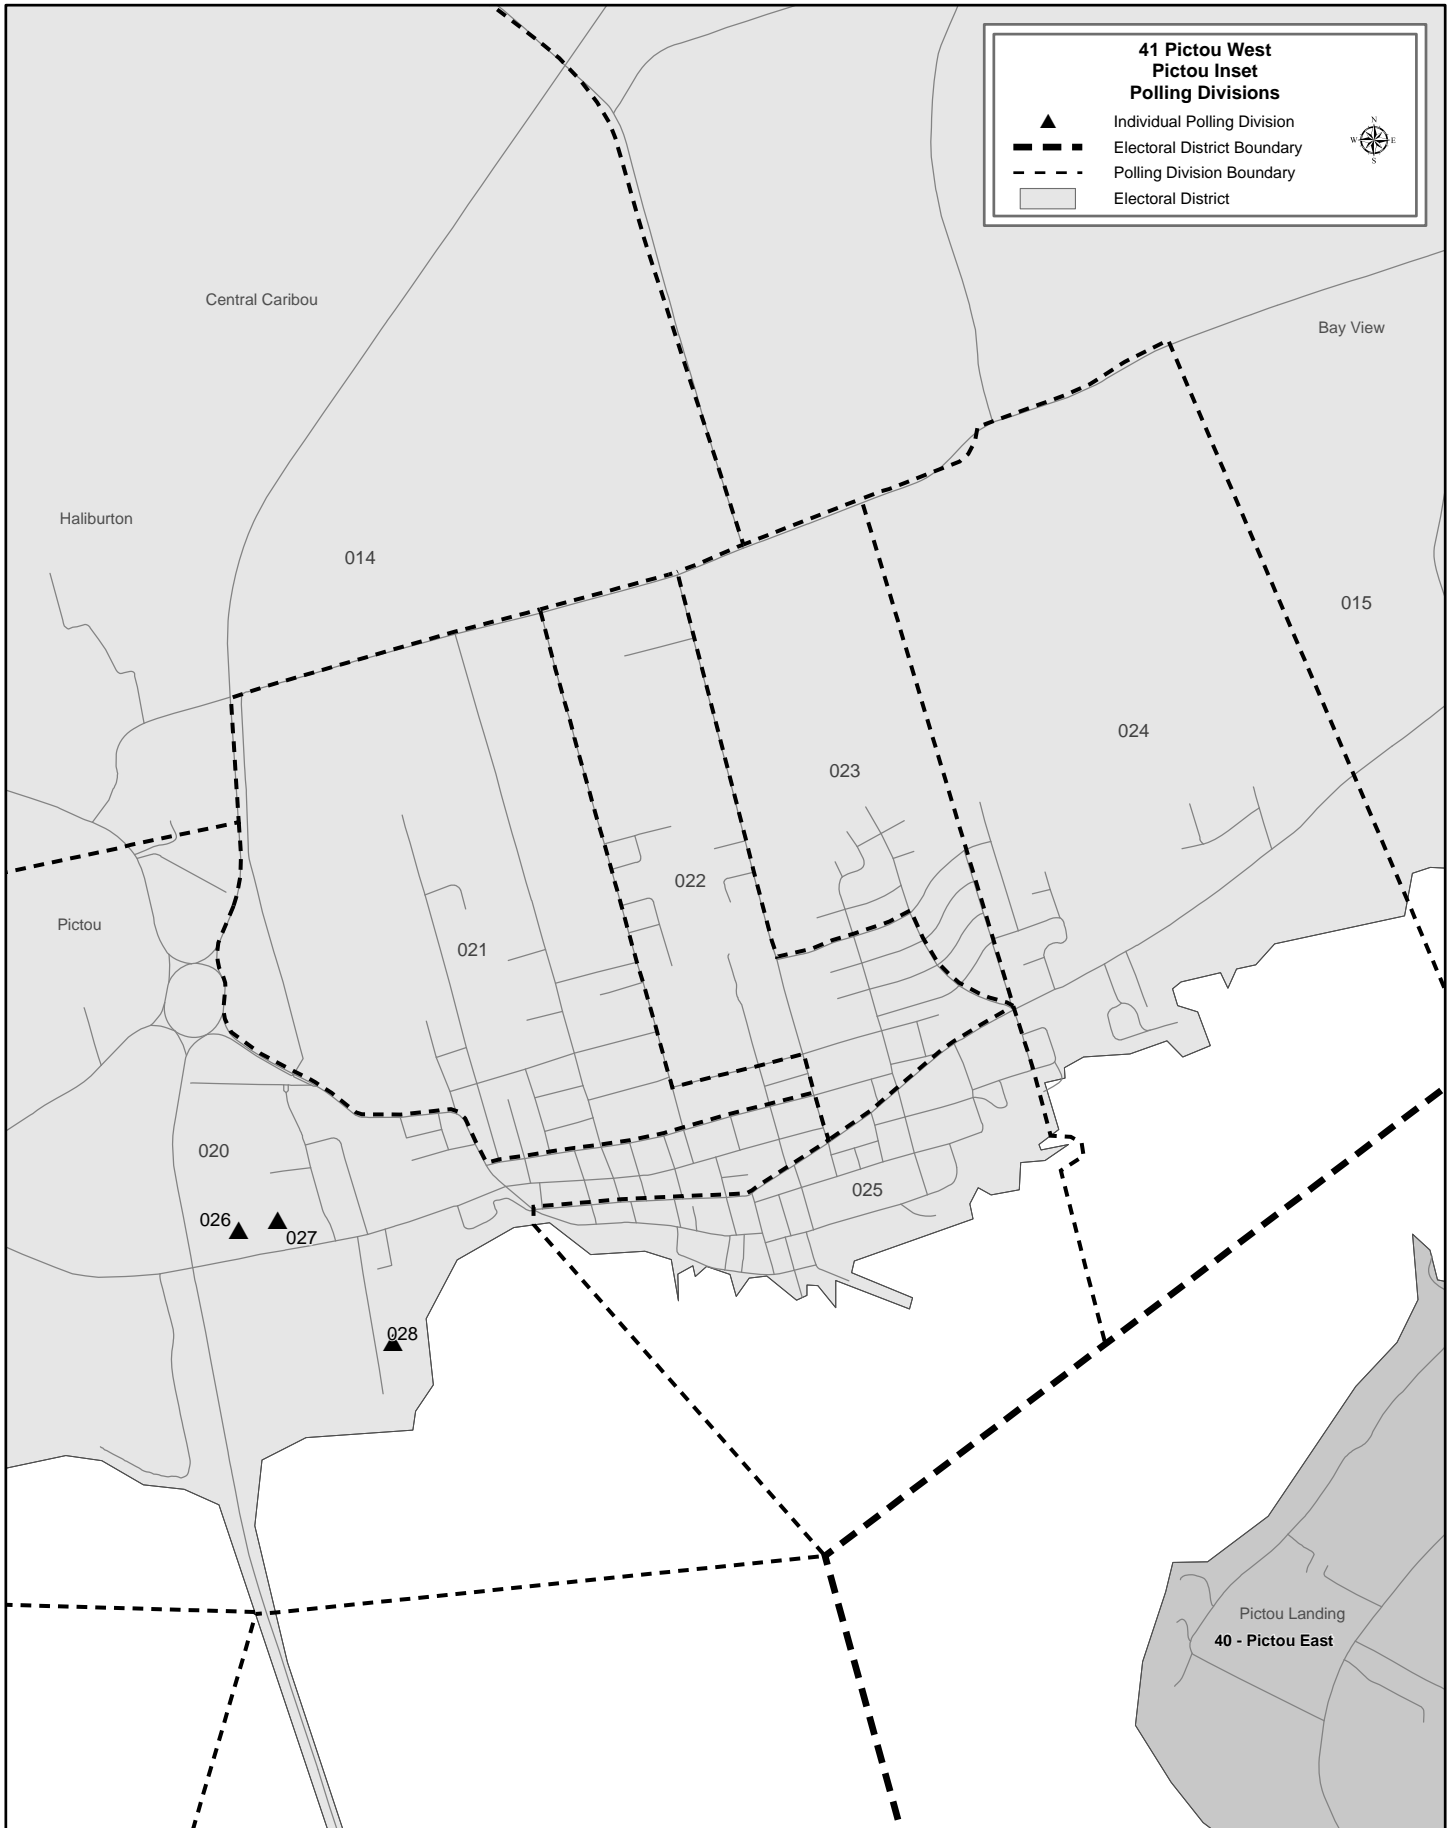 41 Pictou West
Pictou Inset
Polling Divisions
Individual Polling Division
Electoral District Boundary
Polling Division Boundary
Electoral District
N
W E
S
Central Caribou
Bay View
Haliburton
014
015
024
023
022
Pictou
021
020
025
026
027
028
Pictou Landing
40 - Pictou East